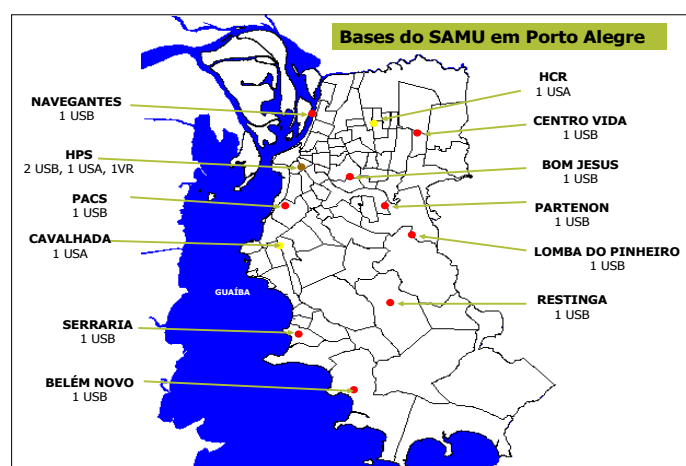 Bases do SAMU em Porto Alegre
NAVEGANTES
1 USB
HPS
2 USB, 1 USA, 1VR
PACS
1 USB
CAVALHADA
1 USA
GUAÍBA
SERRARIA
1 USB
BELÉM NOVO
1 USB
HCR
1 USA
CENTRO VIDA
1 USB
BOM JESUS
1 USB
PARTENON
1 USB
LOMBA DO PINHEIRO
1 USB
RESTINGA
1 USB